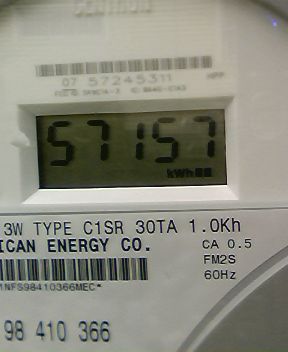 CENTRON
07 57245311
57157
kWh
3W TYPE C1SR 30TA 1.0Kh
ICAN ENERGY CO.
CA 0.5
FM2S
60Hz
1NFS98410366MEC*
98 410 366